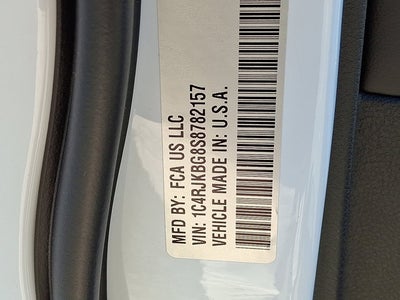 MFD BY: FCA US LLC
VIN: 1C4RJKBG8S8782157
VEHICLE MADE IN: U.S.A.